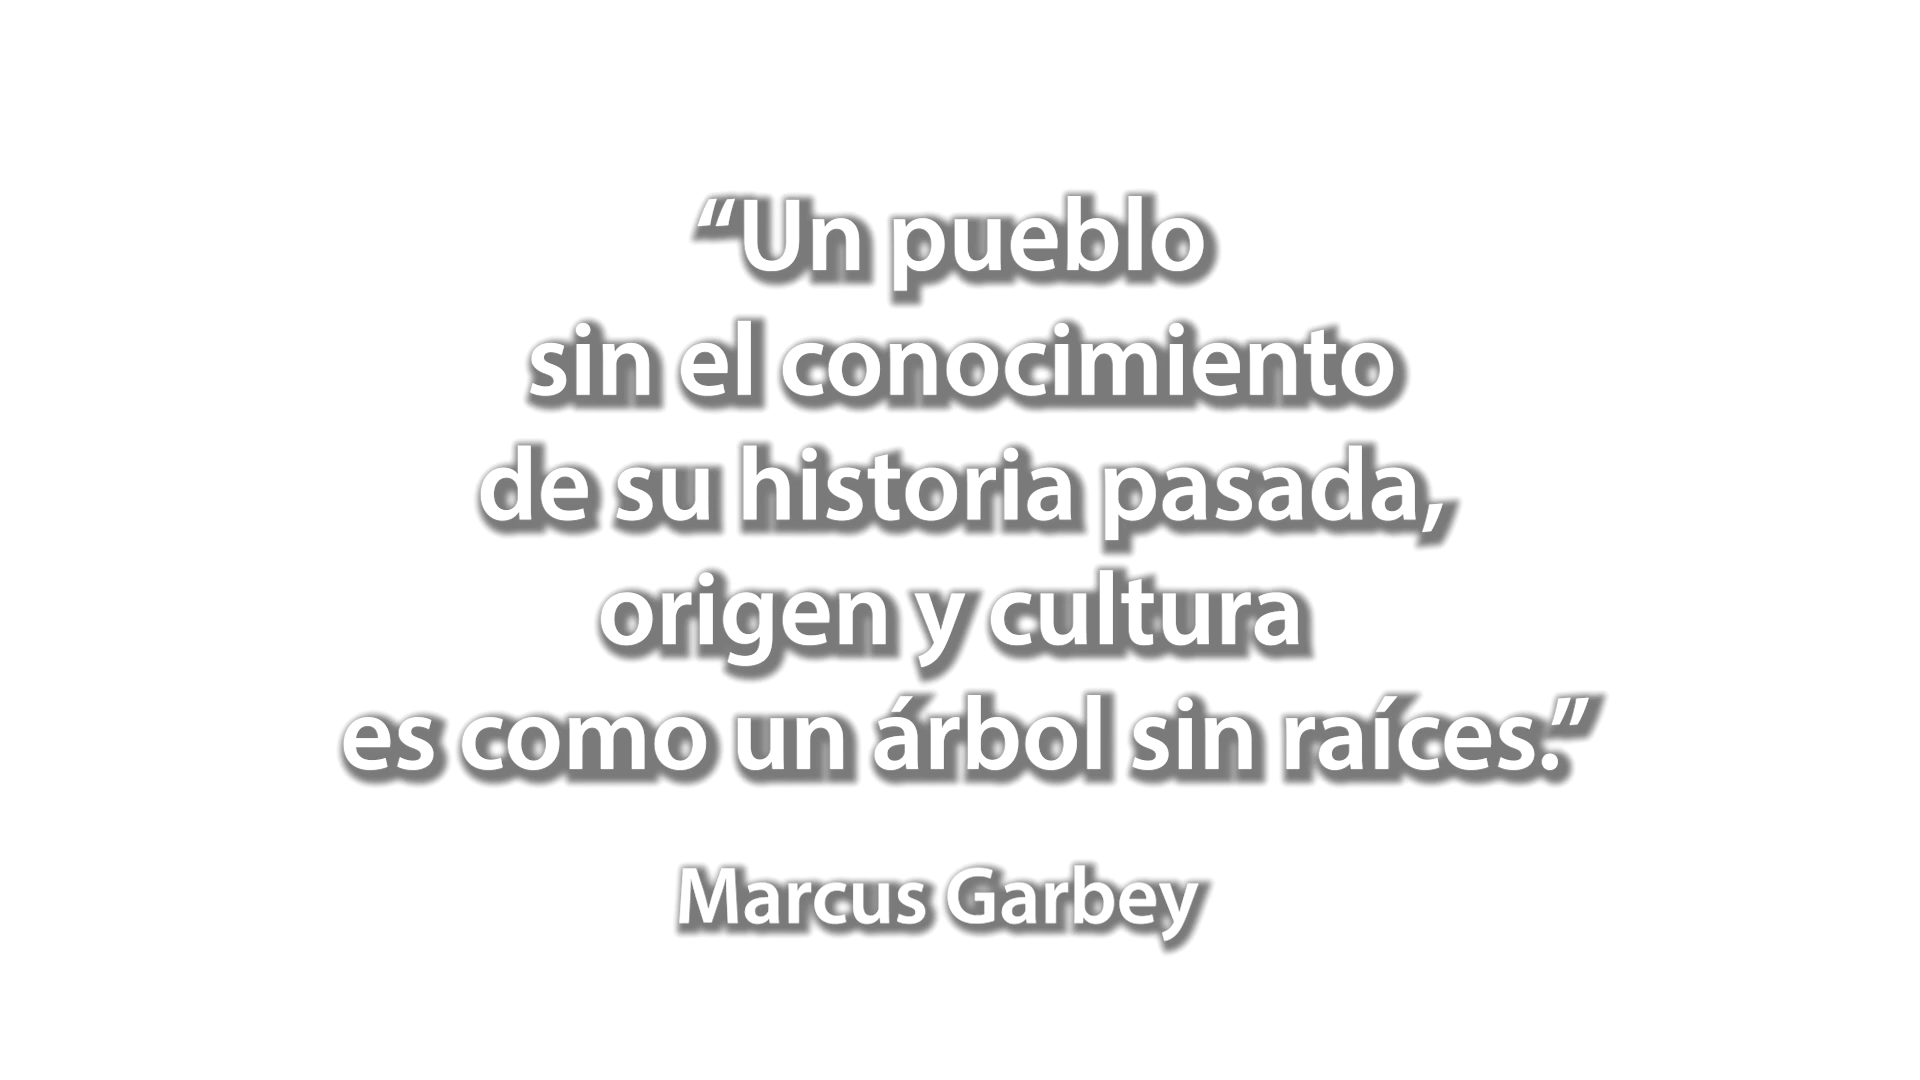 “Un pueblo
sin el conocimiento
de su historia pasada,
origen y cultura
es como un árbol sin raíces.”
Marcus Garbey